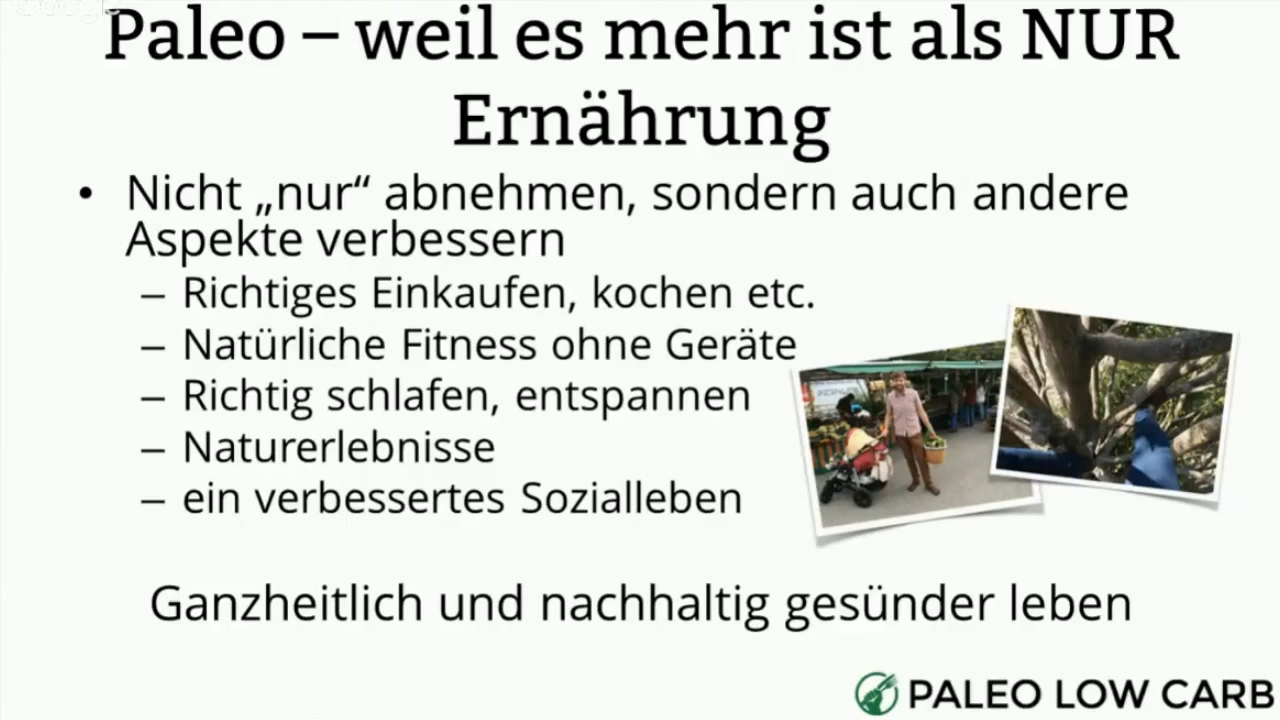 Google
Paleo – weil es mehr ist als NUR
Ernährung
• Nicht „nur“ abnehmen, sondern auch andere
Aspekte verbessern
– Richtiges Einkaufen, kochen etc.
– Natürliche Fitness ohne Geräte
– Richtig schlafen, entspannen
– Naturerlebnisse
– ein verbessertes Sozialleben
Ganzheitlich und nachhaltig gesünder leben
PALEO LOW CARB